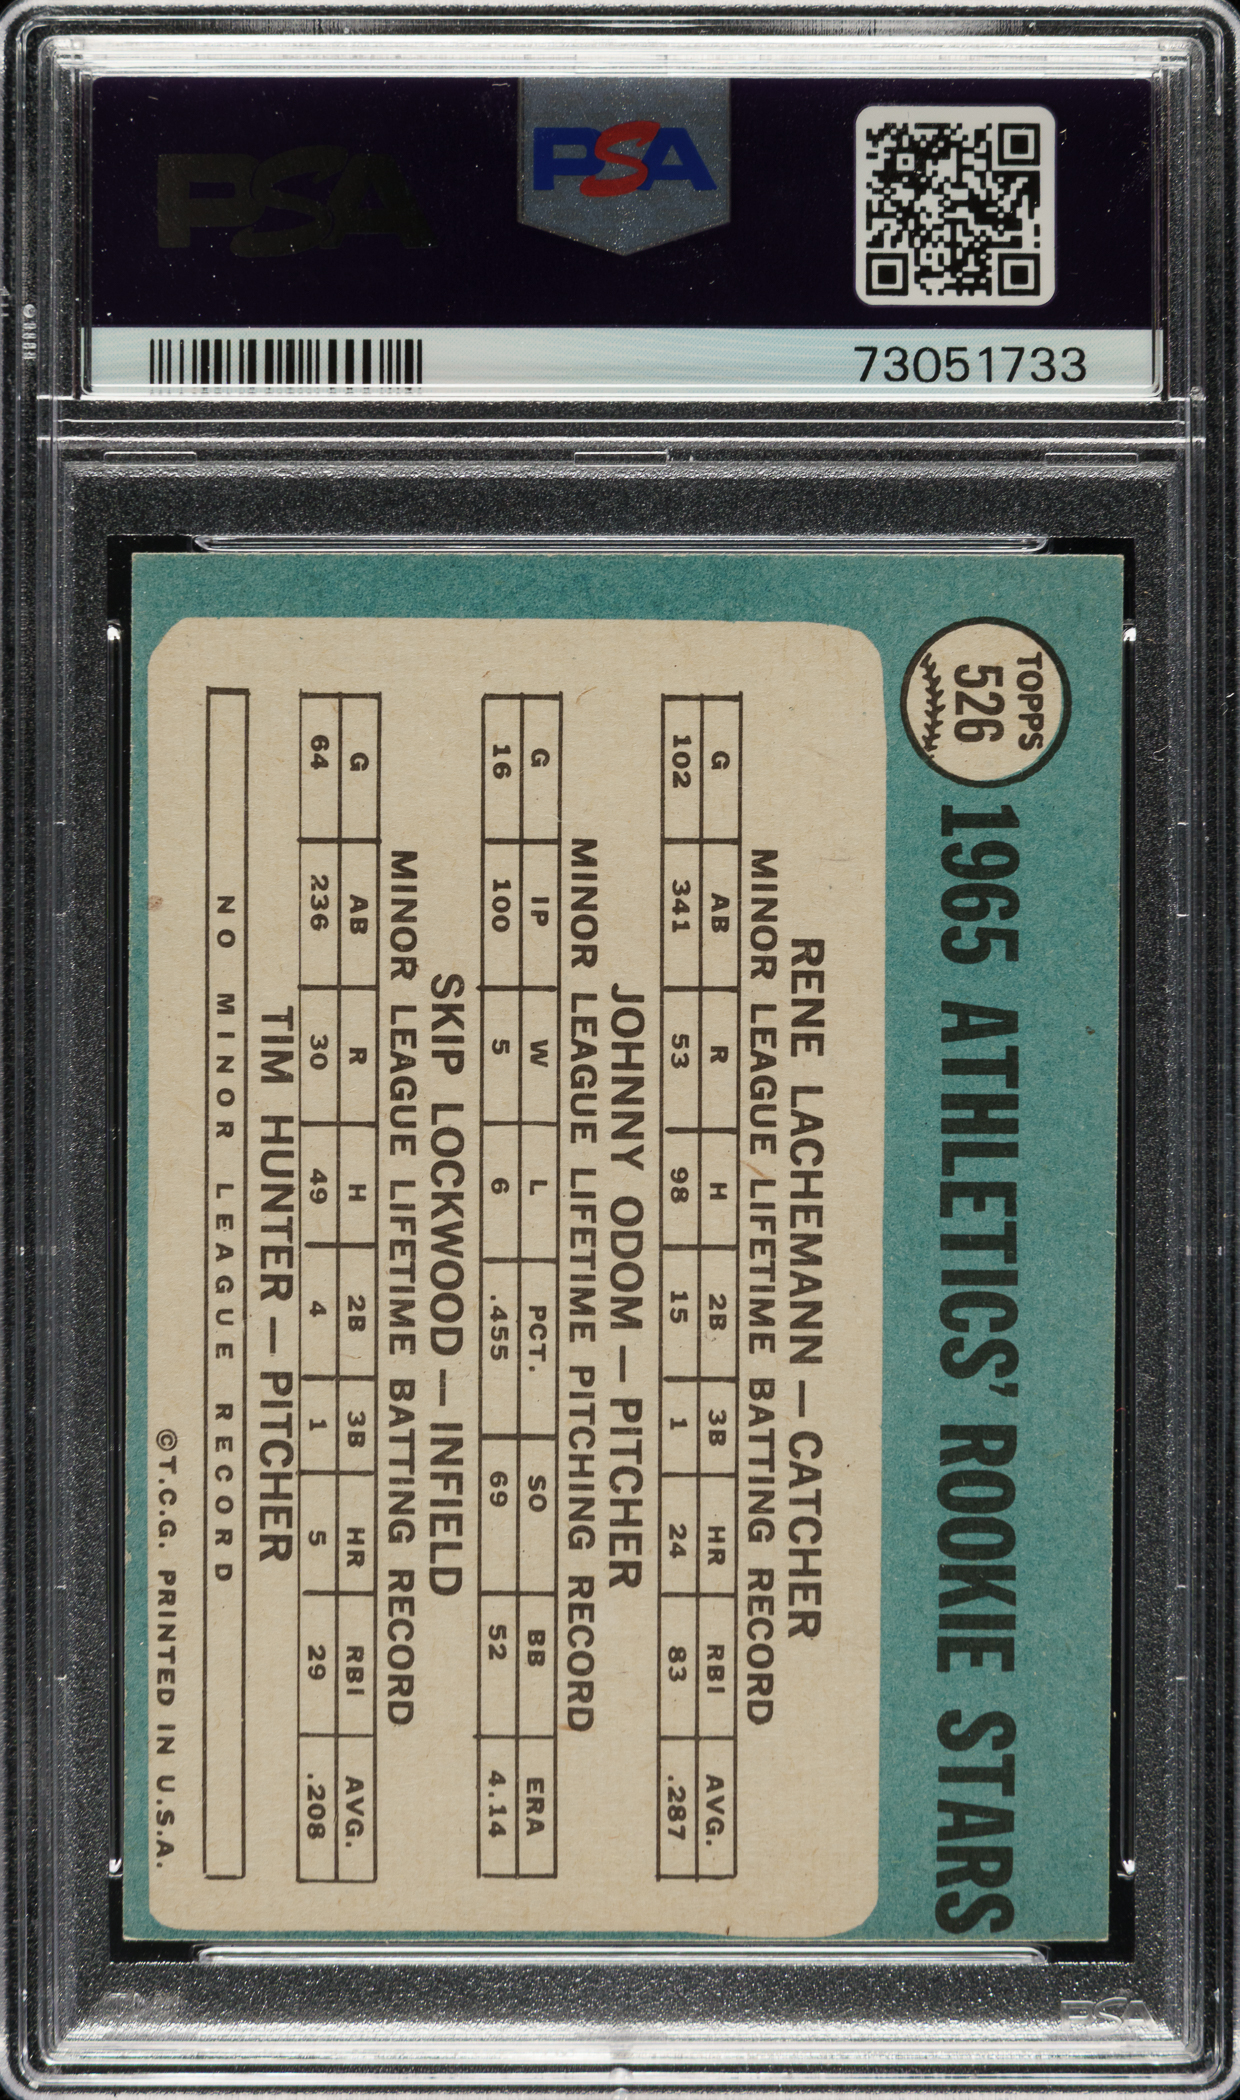 PSA
PSA
73051733
TOPPS
526
1965 ATHLETICS' ROOKIE STARS
RENE LACHEMANN — CATCHER
MINOR LEAGUE LIFETIME BATTING RECORD
G AB R H 2B 3B HR RBI AVG.
102 341 53 98 15 1 24 83 .287
JOHNNY ODOM — PITCHER
MINOR LEAGUE LIFETIME PITCHING RECORD
G IP W L PCT. SO BB ERA
16 100 5 6 .455 69 52 4.14
SKIP LOCKWOOD — INFIELD
MINOR LEAGUE LIFETIME BATTING RECORD
G AB R H 2B 3B HR RBI AVG.
64 236 30 49 4 1 5 29 .208
TIM HUNTER — PITCHER
NO MINOR LEAGUE RECORD
©T.C.G. PRINTED IN U.S.A.
PSA